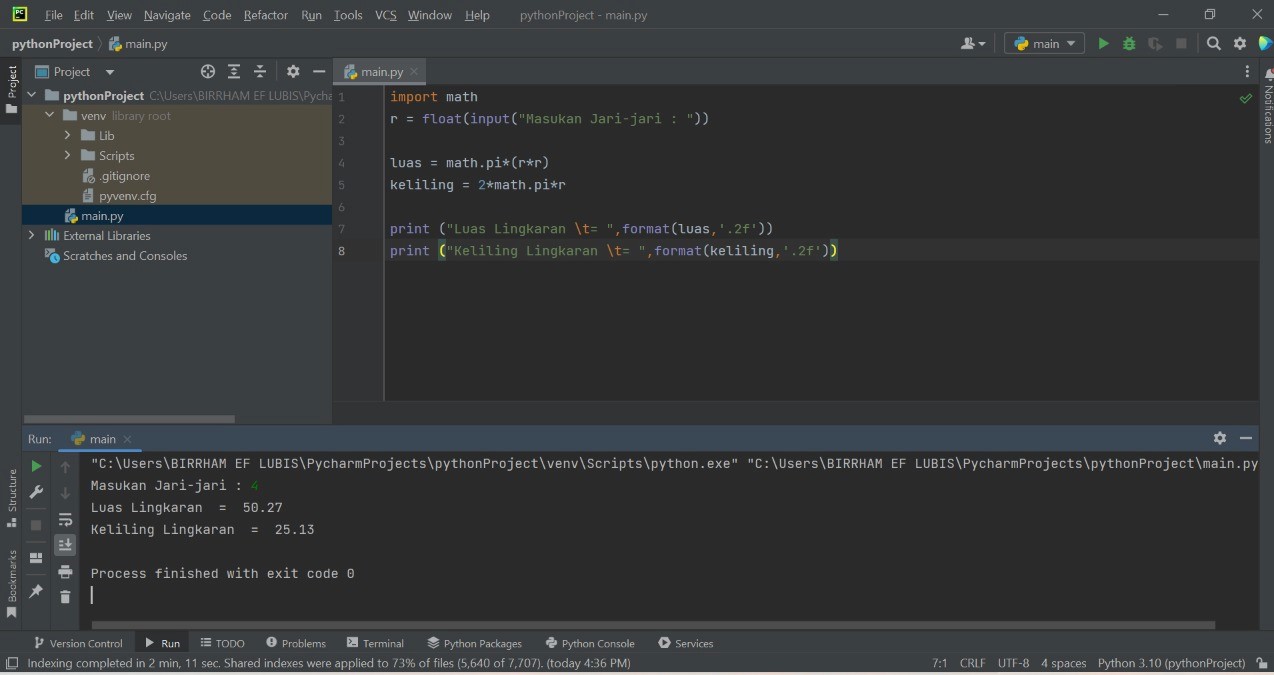 PC File Edit View Navigate Code Refactor Run Tools VCS Window Help pythonProject - main.py
pythonProject main.py main
Project Project main.py
pythonProject C:\Users\BIRRHAM EF LUBIS\Pycha
venv library root
Lib
Scripts
.gitignore
pyvenv.cfg
main.py
External Libraries
Scratches and Consoles
1 import math
2 r = float(input("Masukan Jari-jari : "))
3
4 luas = math.pi*(r*r)
5 keliling = 2*math.pi*r
6
7 print ("Luas Lingkaran \t= ",format(luas,'.2f'))
8 print ("Keliling Lingkaran \t= ",format(keliling,'.2f'))
Notifications
Run: main
"C:\Users\BIRRHAM EF LUBIS\PycharmProjects\pythonProject\venv\Scripts\python.exe" "C:\Users\BIRRHAM EF LUBIS\PycharmProjects\pythonProject\main.py
Masukan Jari-jari : 4
Luas Lingkaran = 50.27
Keliling Lingkaran = 25.13
Process finished with exit code 0
Structure
Bookmarks
Version Control Run TODO Problems Terminal Python Packages Python Console Services
Indexing completed in 2 min, 11 sec. Shared indexes were applied to 73% of files (5,640 of 7,707). (today 4:36 PM) 7:1 CRLF UTF-8 4 spaces Python 3.10 (pythonProject)